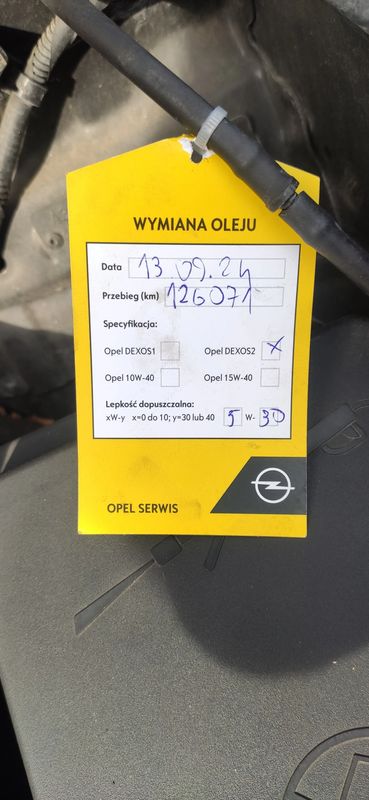 WYMIANA OLEJU
Data 13.09.24
Przebieg (km) 126071
Specyfikacja:
Opel DEXOS1 Opel DEXOS2 X
Opel 10W-40 Opel 15W-40
Lepkość dopuszczalna:
xW-y x=0 do 10; y=30 lub 40 5 W- 30
OPEL SERWIS